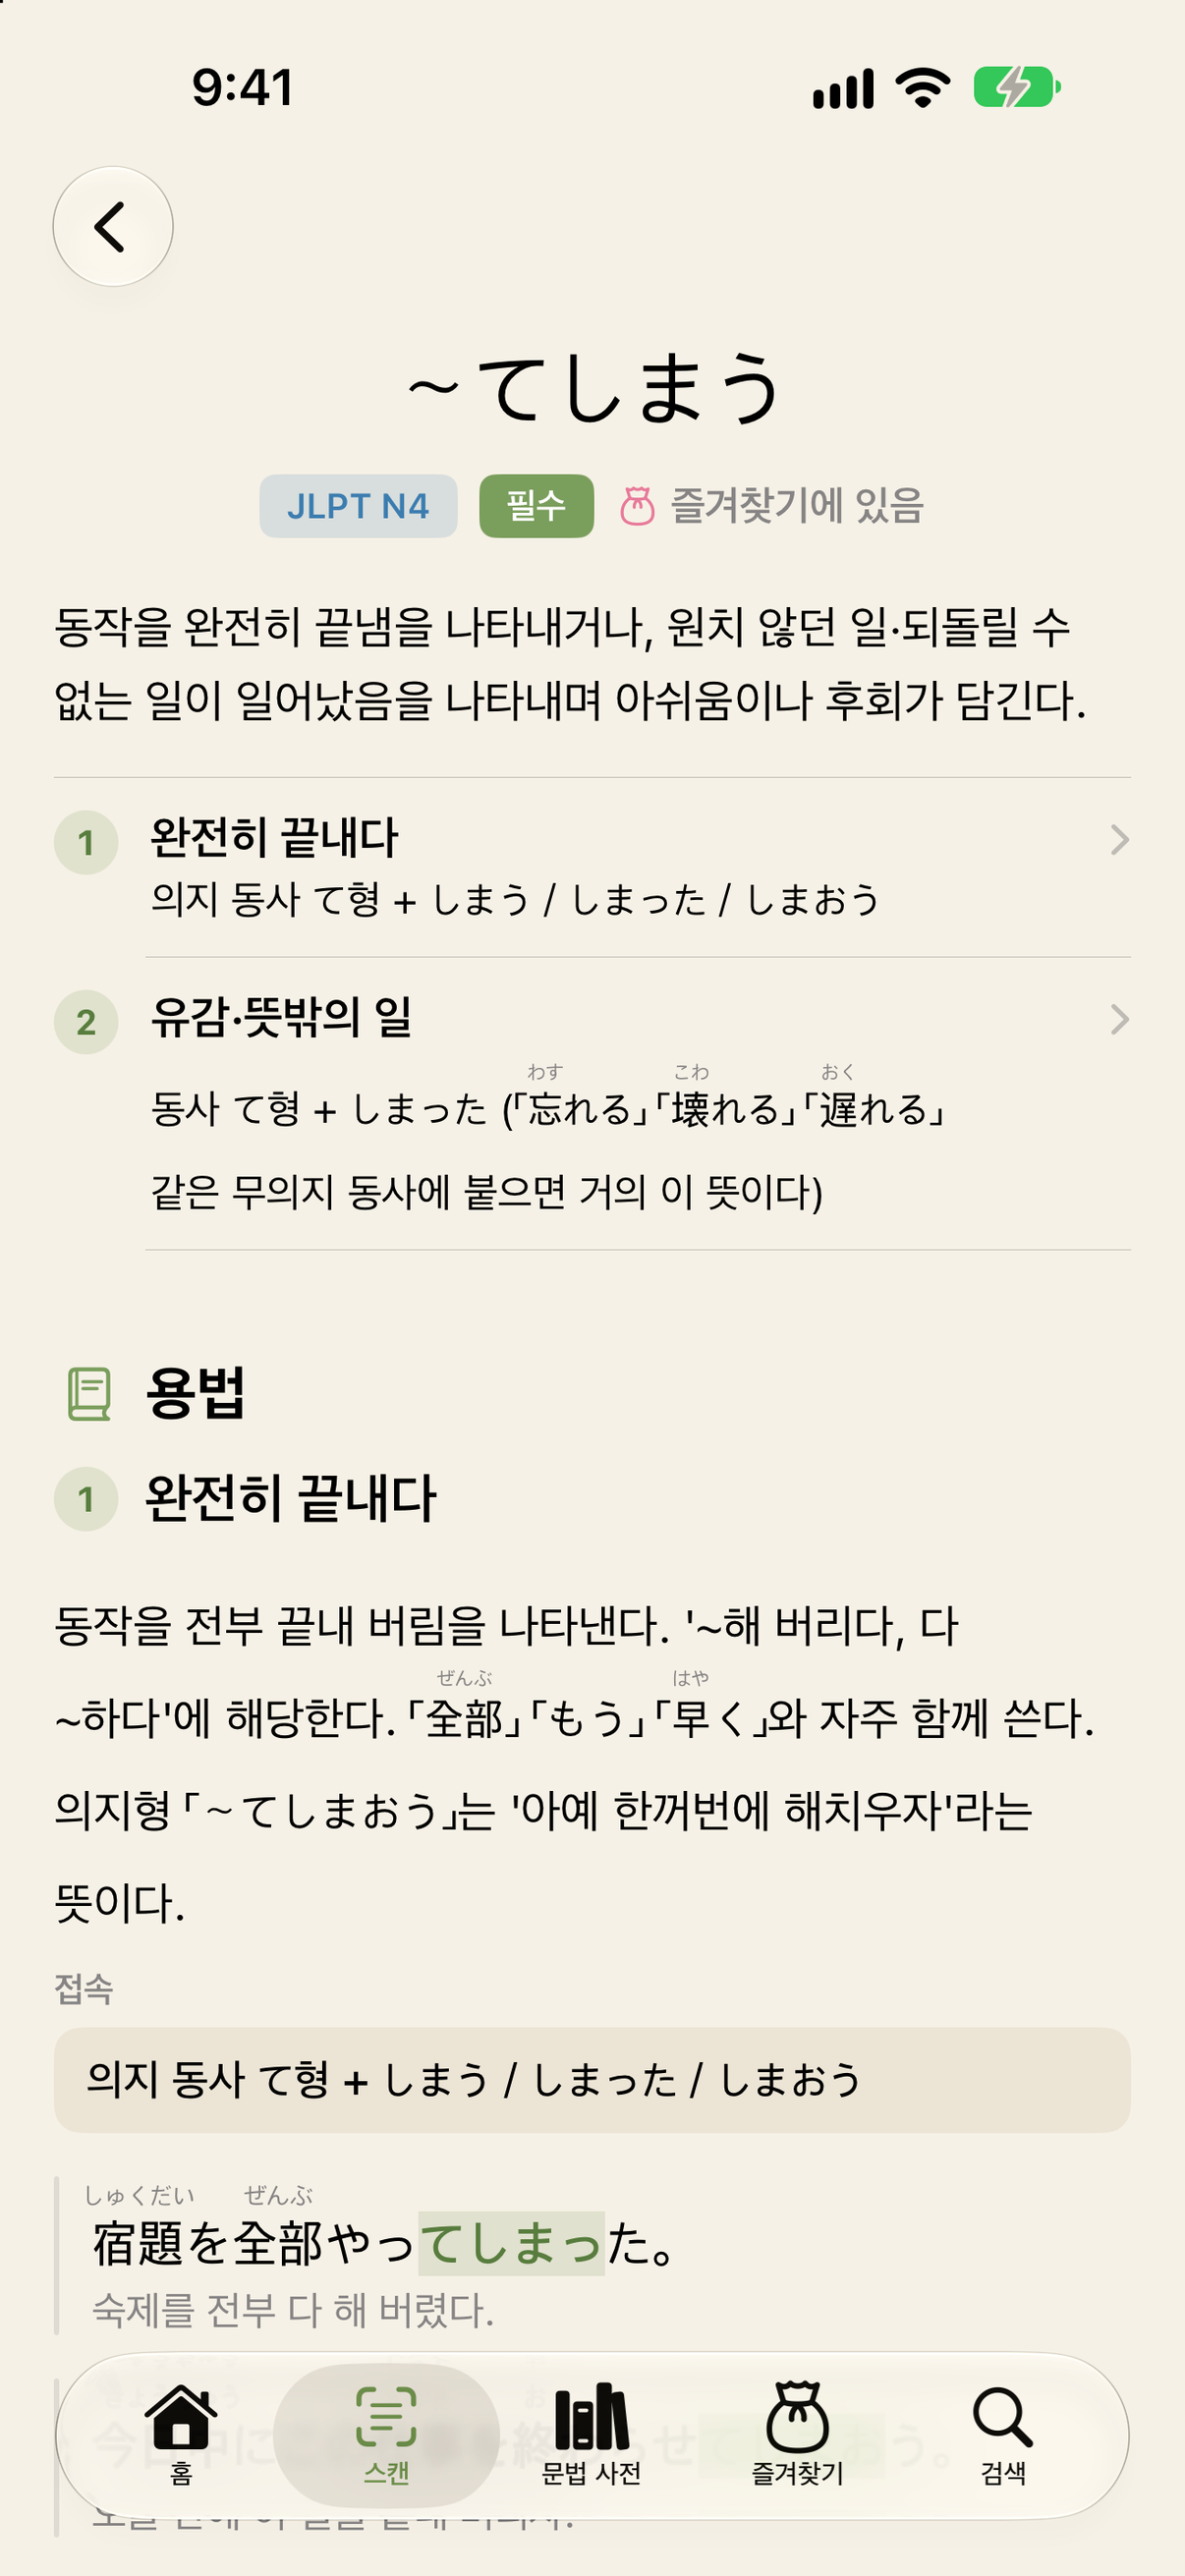 9:41
~てしまう
JLPT N4 필수 즐겨찾기에 있음
동작을 완전히 끝냄을 나타내거나, 원치 않던 일·되돌릴 수
없는 일이 일어났음을 나타내며 아쉬움이나 후회가 담긴다.
1 완전히 끝내다
의지 동사 て형 + しまう / しまった / しまおう
2 유감·뜻밖의 일
わす こわ おく
동사 て형 + しまった (「忘れる」「壊れる」「遅れる」
같은 무의지 동사에 붙으면 거의 이 뜻이다)
용법
1 완전히 끝내다
동작을 전부 끝내 버림을 나타낸다. '~해 버리다, 다
ぜんぶ はや
~하다'에 해당한다. 「全部」「もう」「早く」와 자주 함께 쓴다.
의지형 「~てしまおう」는 '아예 한꺼번에 해치우자'라는
뜻이다.
접속
의지 동사 て형 + しまう / しまった / しまおう
しゅくだい ぜんぶ
宿題を全部やってしまった。
숙제를 전부 다 해 버렸다.
홈 스캔 문법 사전 즐겨찾기 검색